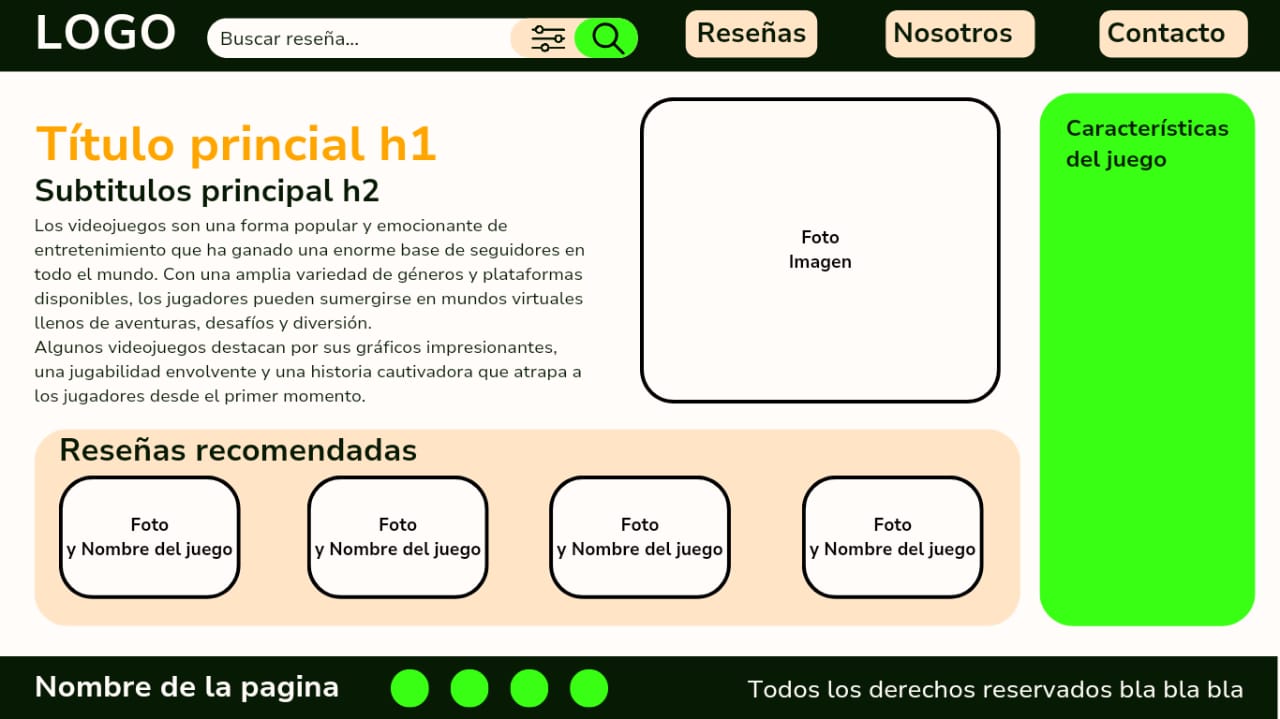 LOGO
Buscar reseña...
Reseñas
Nosotros
Contacto
Título princial h1
Subtitulos principal h2
Los videojuegos son una forma popular y emocionante de
entretenimiento que ha ganado una enorme base de seguidores en
todo el mundo. Con una amplia variedad de géneros y plataformas
disponibles, los jugadores pueden sumergirse en mundos virtuales
llenos de aventuras, desafíos y diversión.
Algunos videojuegos destacan por sus gráficos impresionantes,
una jugabilidad envolvente y una historia cautivadora que atrapa a
los jugadores desde el primer momento.
Foto
Imagen
Características
del juego
Reseñas recomendadas
Foto
y Nombre del juego
Foto
y Nombre del juego
Foto
y Nombre del juego
Foto
y Nombre del juego
Nombre de la pagina
Todos los derechos reservados bla bla bla